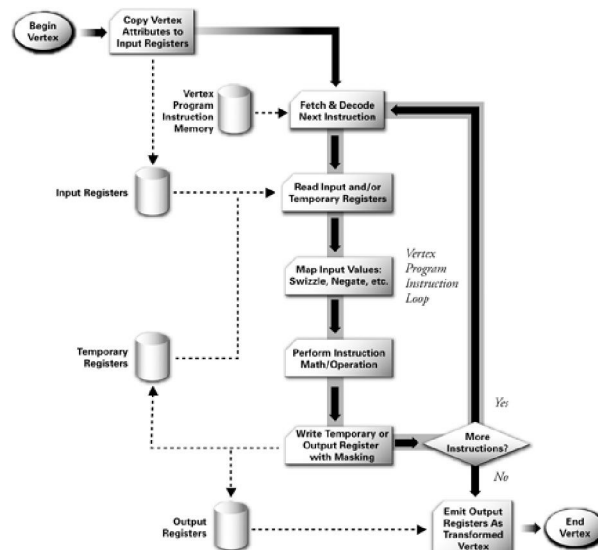 Begin
Vertex
Copy Vertex
Attributes to
Input Registers
Vertex
Program
Instruction
Memory
Fetch & Decode
Next Instruction
Input Registers
Read Input and/or
Temporary Registers
Map Input Values:
Swizzle, Negate, etc.
Vertex
Program
Instruction
Loop
Temporary
Registers
Perform Instruction
Math/Operation
Yes
Write Temporary or
Output Register
with Masking
More
Instructions?
No
Output
Registers
Emit Output
Registers As
Transformed
Vertex
End
Vertex